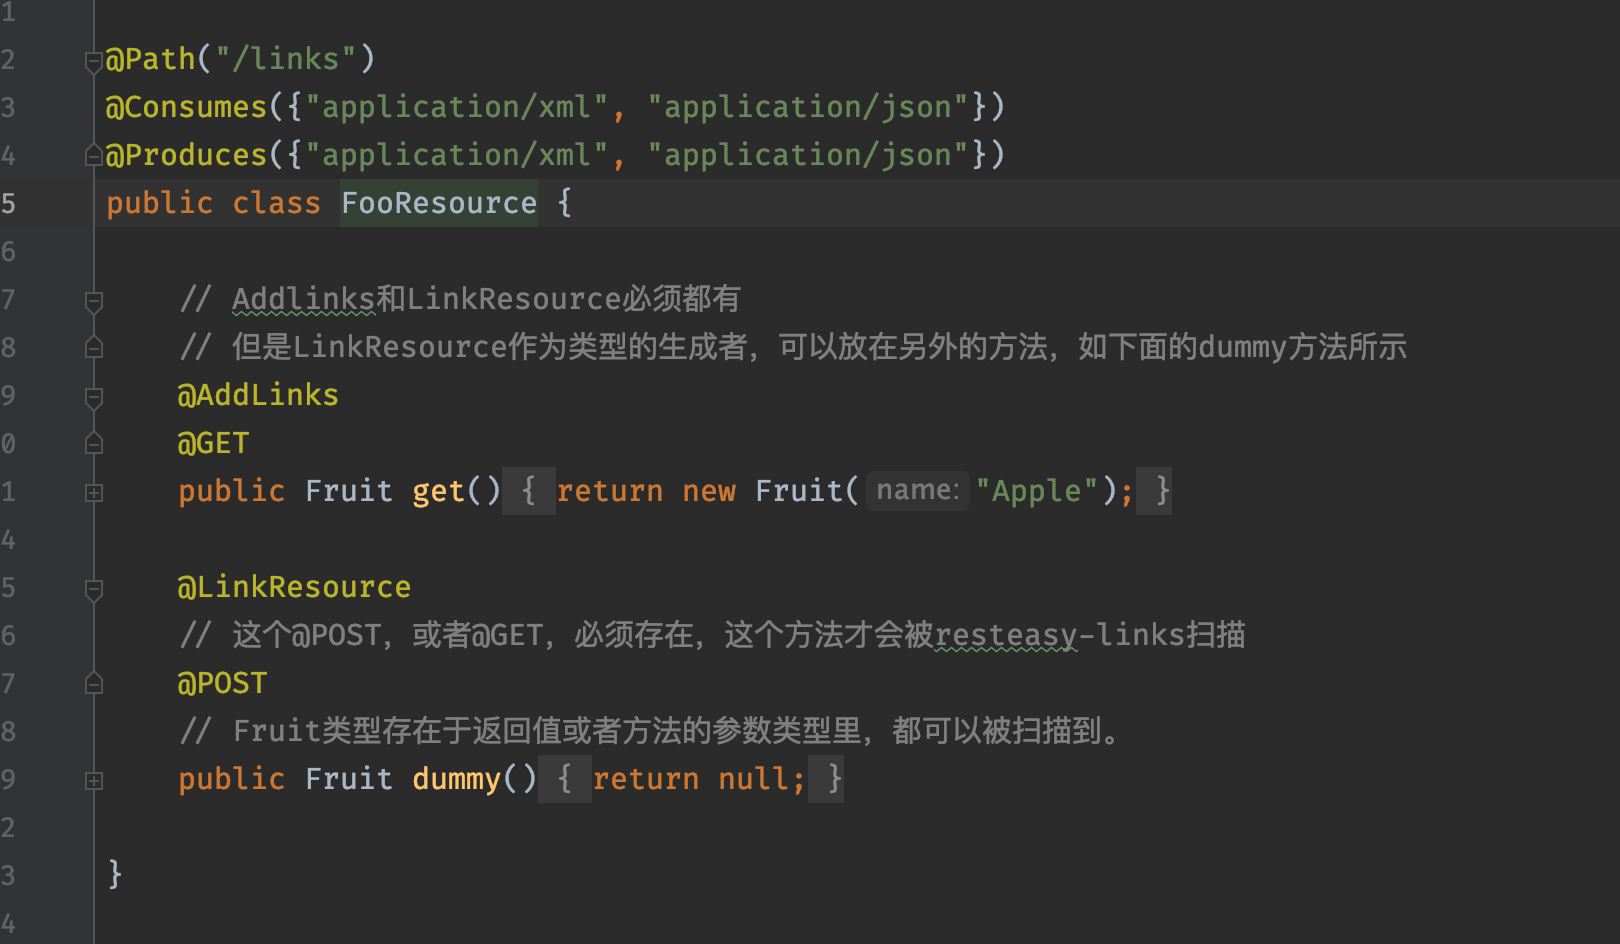 1
2 @Path("/links")
3 @Consumes({"application/xml", "application/json"})
4 @Produces({"application/xml", "application/json"})
5 public class FooResource {
6
7 // Addlinks和LinkResource必须都有
8 // 但是LinkResource作为类型的生成者，可以放在另外的方法，如下面的dummy方法所示
9 @AddLinks
0 @GET
1 public Fruit get() { return new Fruit( name: "Apple"); }
4
5 @LinkResource
6 // 这个@POST，或者@GET，必须存在，这个方法才会被resteasy-links扫描
7 @POST
8 // Fruit类型存在于返回值或者方法的参数类型里，都可以被扫描到。
9 public Fruit dummy() { return null; }
2
3 }
4